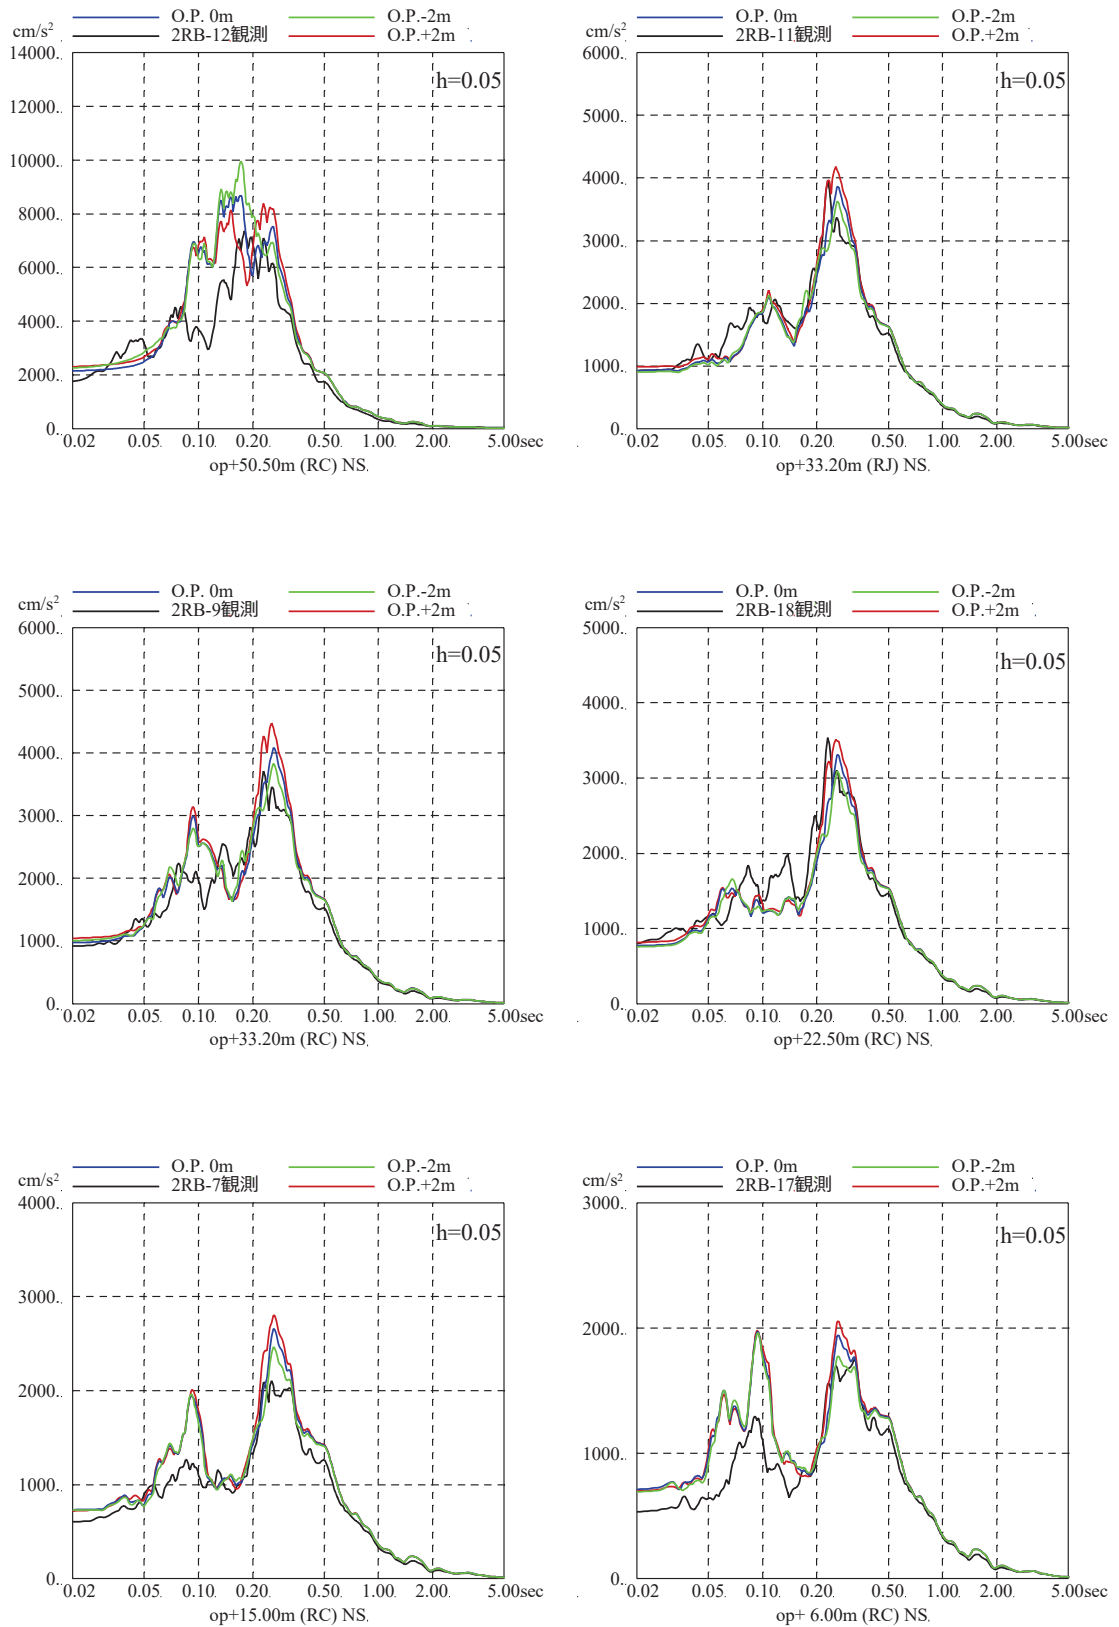 O.P. 0m O.P.-2m
cm/s² 2RB-12観測 O.P.+2m
14000.
h=0.05
12000.
10000.
8000.
6000.
4000.
2000.
0.
0.02 0.05 0.10 0.20 0.50 1.00 2.00 5.00sec
op+50.50m (RC) NS
O.P. 0m O.P.-2m
cm/s² 2RB-11観測 O.P.+2m
6000.
h=0.05
5000.
4000.
3000.
2000.
1000.
0.
0.02 0.05 0.10 0.20 0.50 1.00 2.00 5.00sec
op+33.20m (RJ) NS
O.P. 0m O.P.-2m
cm/s² 2RB-9観測 O.P.+2m
6000.
h=0.05
5000.
4000.
3000.
2000.
1000.
0.
0.02 0.05 0.10 0.20 0.50 1.00 2.00 5.00sec
op+33.20m (RC) NS
O.P. 0m O.P.-2m
cm/s² 2RB-18観測 O.P.+2m
5000.
h=0.05
4000.
3000.
2000.
1000.
0.
0.02 0.05 0.10 0.20 0.50 1.00 2.00 5.00sec
op+22.50m (RC) NS
O.P. 0m O.P.-2m
cm/s² 2RB-7観測 O.P.+2m
4000.
h=0.05
3000.
2000.
1000.
0.
0.02 0.05 0.10 0.20 0.50 1.00 2.00 5.00sec
op+15.00m (RC) NS
O.P. 0m O.P.-2m
cm/s² 2RB-17観測 O.P.+2m
3000.
h=0.05
2000.
1000.
0.
0.02 0.05 0.10 0.20 0.50 1.00 2.00 5.00sec
op+ 6.00m (RC) NS